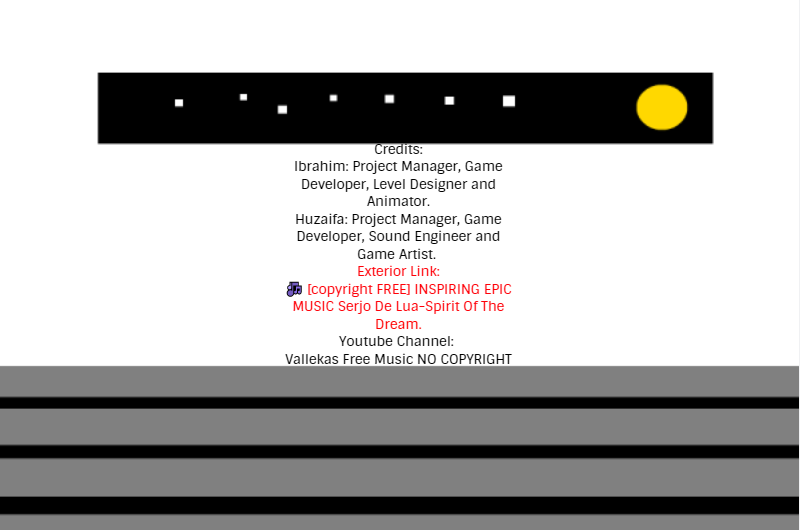 Credits:
Ibrahim: Project Manager, Game
Developer, Level Designer and
Animator.
Huzaifa: Project Manager, Game
Developer, Sound Engineer and
Game Artist.
Exterior Link:
🎼 [copyright FREE] INSPIRING EPIC
MUSIC Serjo De Lua-Spirit Of The
Dream.
Youtube Channel:
Vallekas Free Music NO COPYRIGHT